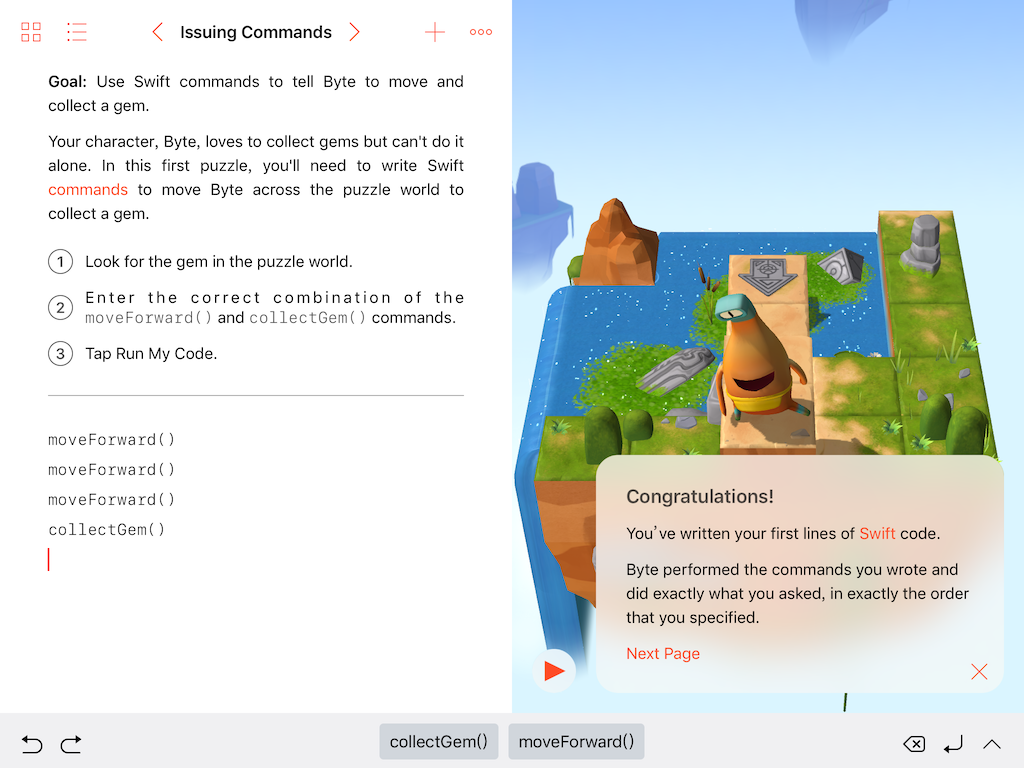 Issuing Commands
Goal: Use Swift commands to tell Byte to move and
collect a gem.
Your character, Byte, loves to collect gems but can't do it
alone. In this first puzzle, you'll need to write Swift
commands to move Byte across the puzzle world to
collect a gem.
1 Look for the gem in the puzzle world.
2 Enter the correct combination of the
moveForward() and collectGem() commands.
3 Tap Run My Code.
moveForward()
moveForward()
moveForward()
collectGem()
Congratulations!
You’ve written your first lines of Swift code.
Byte performed the commands you wrote and
did exactly what you asked, in exactly the order
that you specified.
Next Page
collectGem() moveForward()